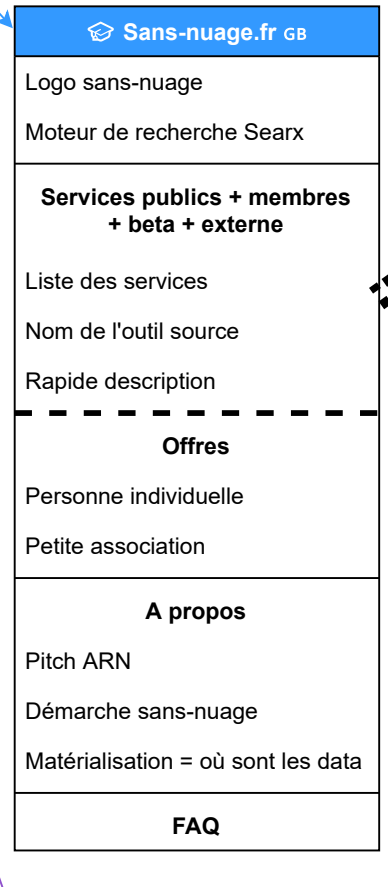 Sans-nuage.fr GB
Logo sans-nuage
Moteur de recherche Searx
Services publics + membres
+ beta + externe
Liste des services
Nom de l'outil source
Rapide description
Offres
Personne individuelle
Petite association
A propos
Pitch ARN
Démarche sans-nuage
Matérialisation = où sont les data
FAQ